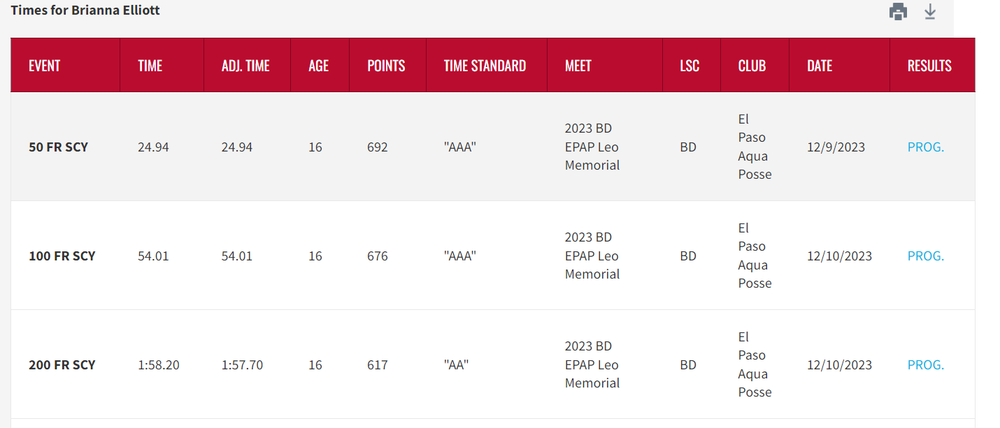 Times for Brianna Elliott
EVENT TIME ADJ. TIME AGE POINTS TIME STANDARD MEET LSC CLUB DATE RESULTS
50 FR SCY 24.94 24.94 16 692 "AAA" 2023 BD EPAP Leo Memorial BD El Paso Aqua Posse 12/9/2023 PROG.
100 FR SCY 54.01 54.01 16 676 "AAA" 2023 BD EPAP Leo Memorial BD El Paso Aqua Posse 12/10/2023 PROG.
200 FR SCY 1:58.20 1:57.70 16 617 "AA" 2023 BD EPAP Leo Memorial BD El Paso Aqua Posse 12/10/2023 PROG.